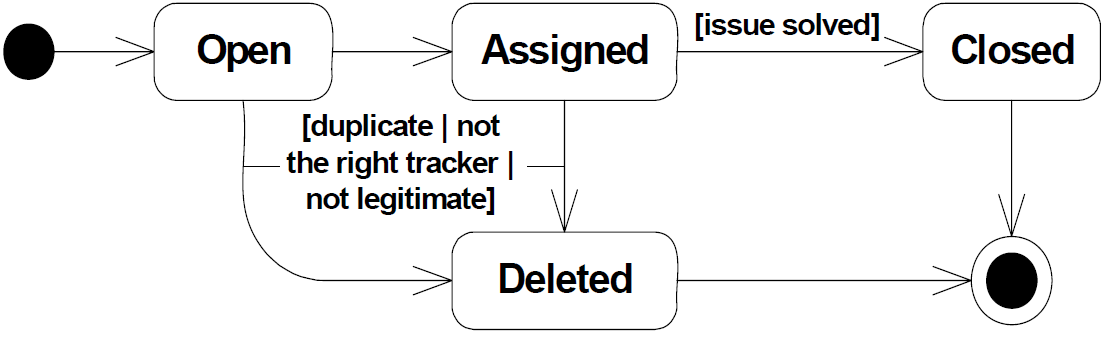 Open
Assigned
[issue solved]
Closed
[duplicate | not
the right tracker |
not legitimate]
Deleted